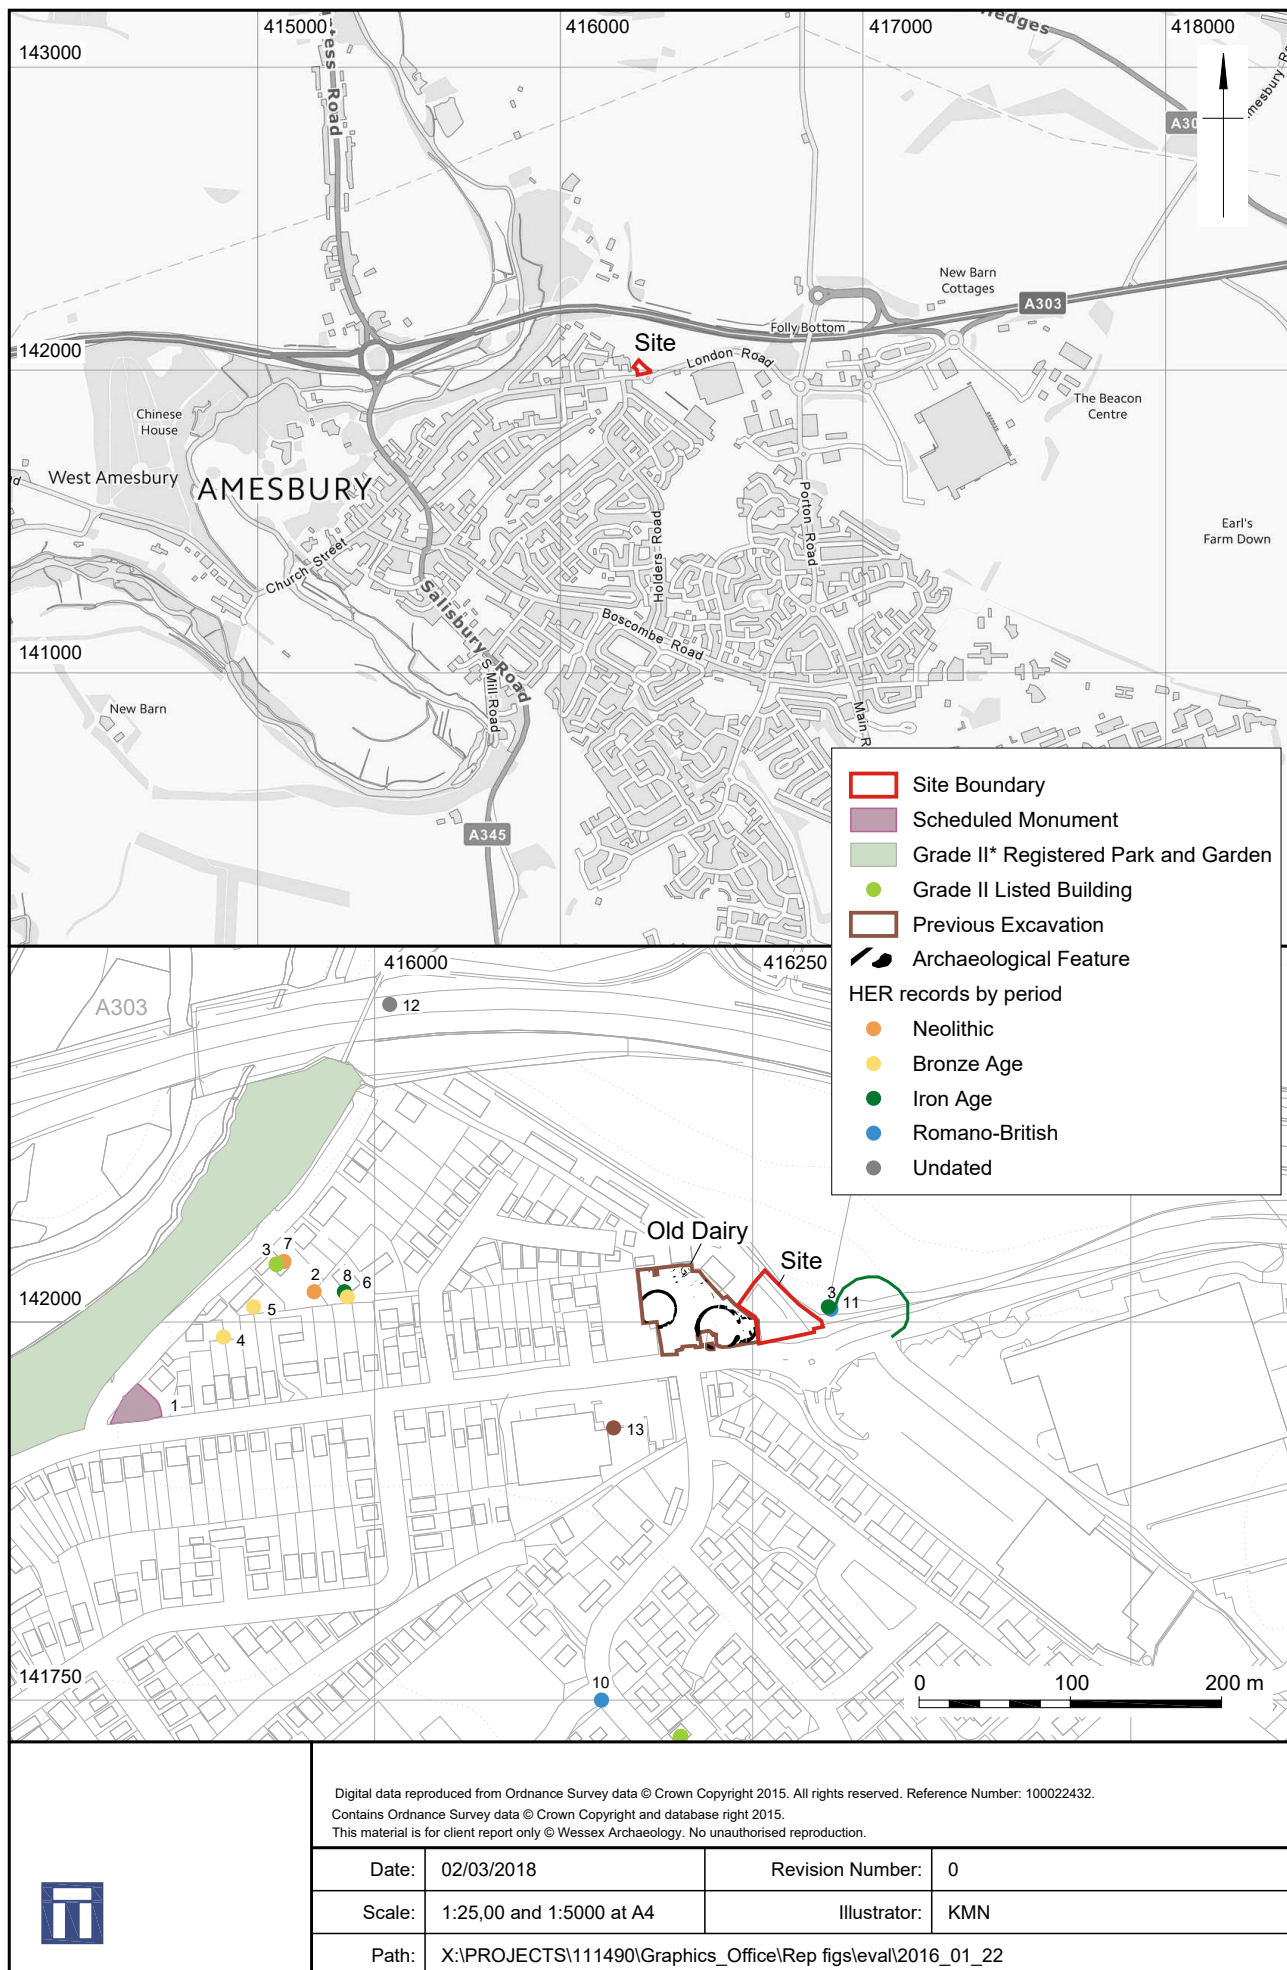 415000
416000
417000
418000
143000
142000
141000
tess Road
Hedges
Amesbury R
A30
New Barn
Cottages
A303
Folly Bottom
Site
London Road
The Beacon
Centre
Chinese
House
West Amesbury
AMESBURY
Church Street
Holders Road
Porton Road
Earl's
Farm Down
Salisbury Road
Boscombe Road
S Mill Road
New Barn
Main R
A345
Site Boundary
Scheduled Monument
Grade II* Registered Park and Garden
Grade II Listed Building
Previous Excavation
Archaeological Feature
HER records by period
Neolithic
Bronze Age
Iron Age
Romano-British
Undated
416000
416250
A303
12
Old Dairy
Site
3
7
2
8
6
5
4
142000
3
11
1
13
141750
10
0
100
200 m
Digital data reproduced from Ordnance Survey data © Crown Copyright 2015. All rights reserved. Reference Number: 100022432.
Contains Ordnance Survey data © Crown Copyright and database right 2015.
This material is for client report only © Wessex Archaeology. No unauthorised reproduction.
Date: 02/03/2018 Revision Number: 0
Scale: 1:25,00 and 1:5000 at A4 Illustrator: KMN
Path: X:\PROJECTS\111490\Graphics_Office\Rep figs\eval\2016_01_22